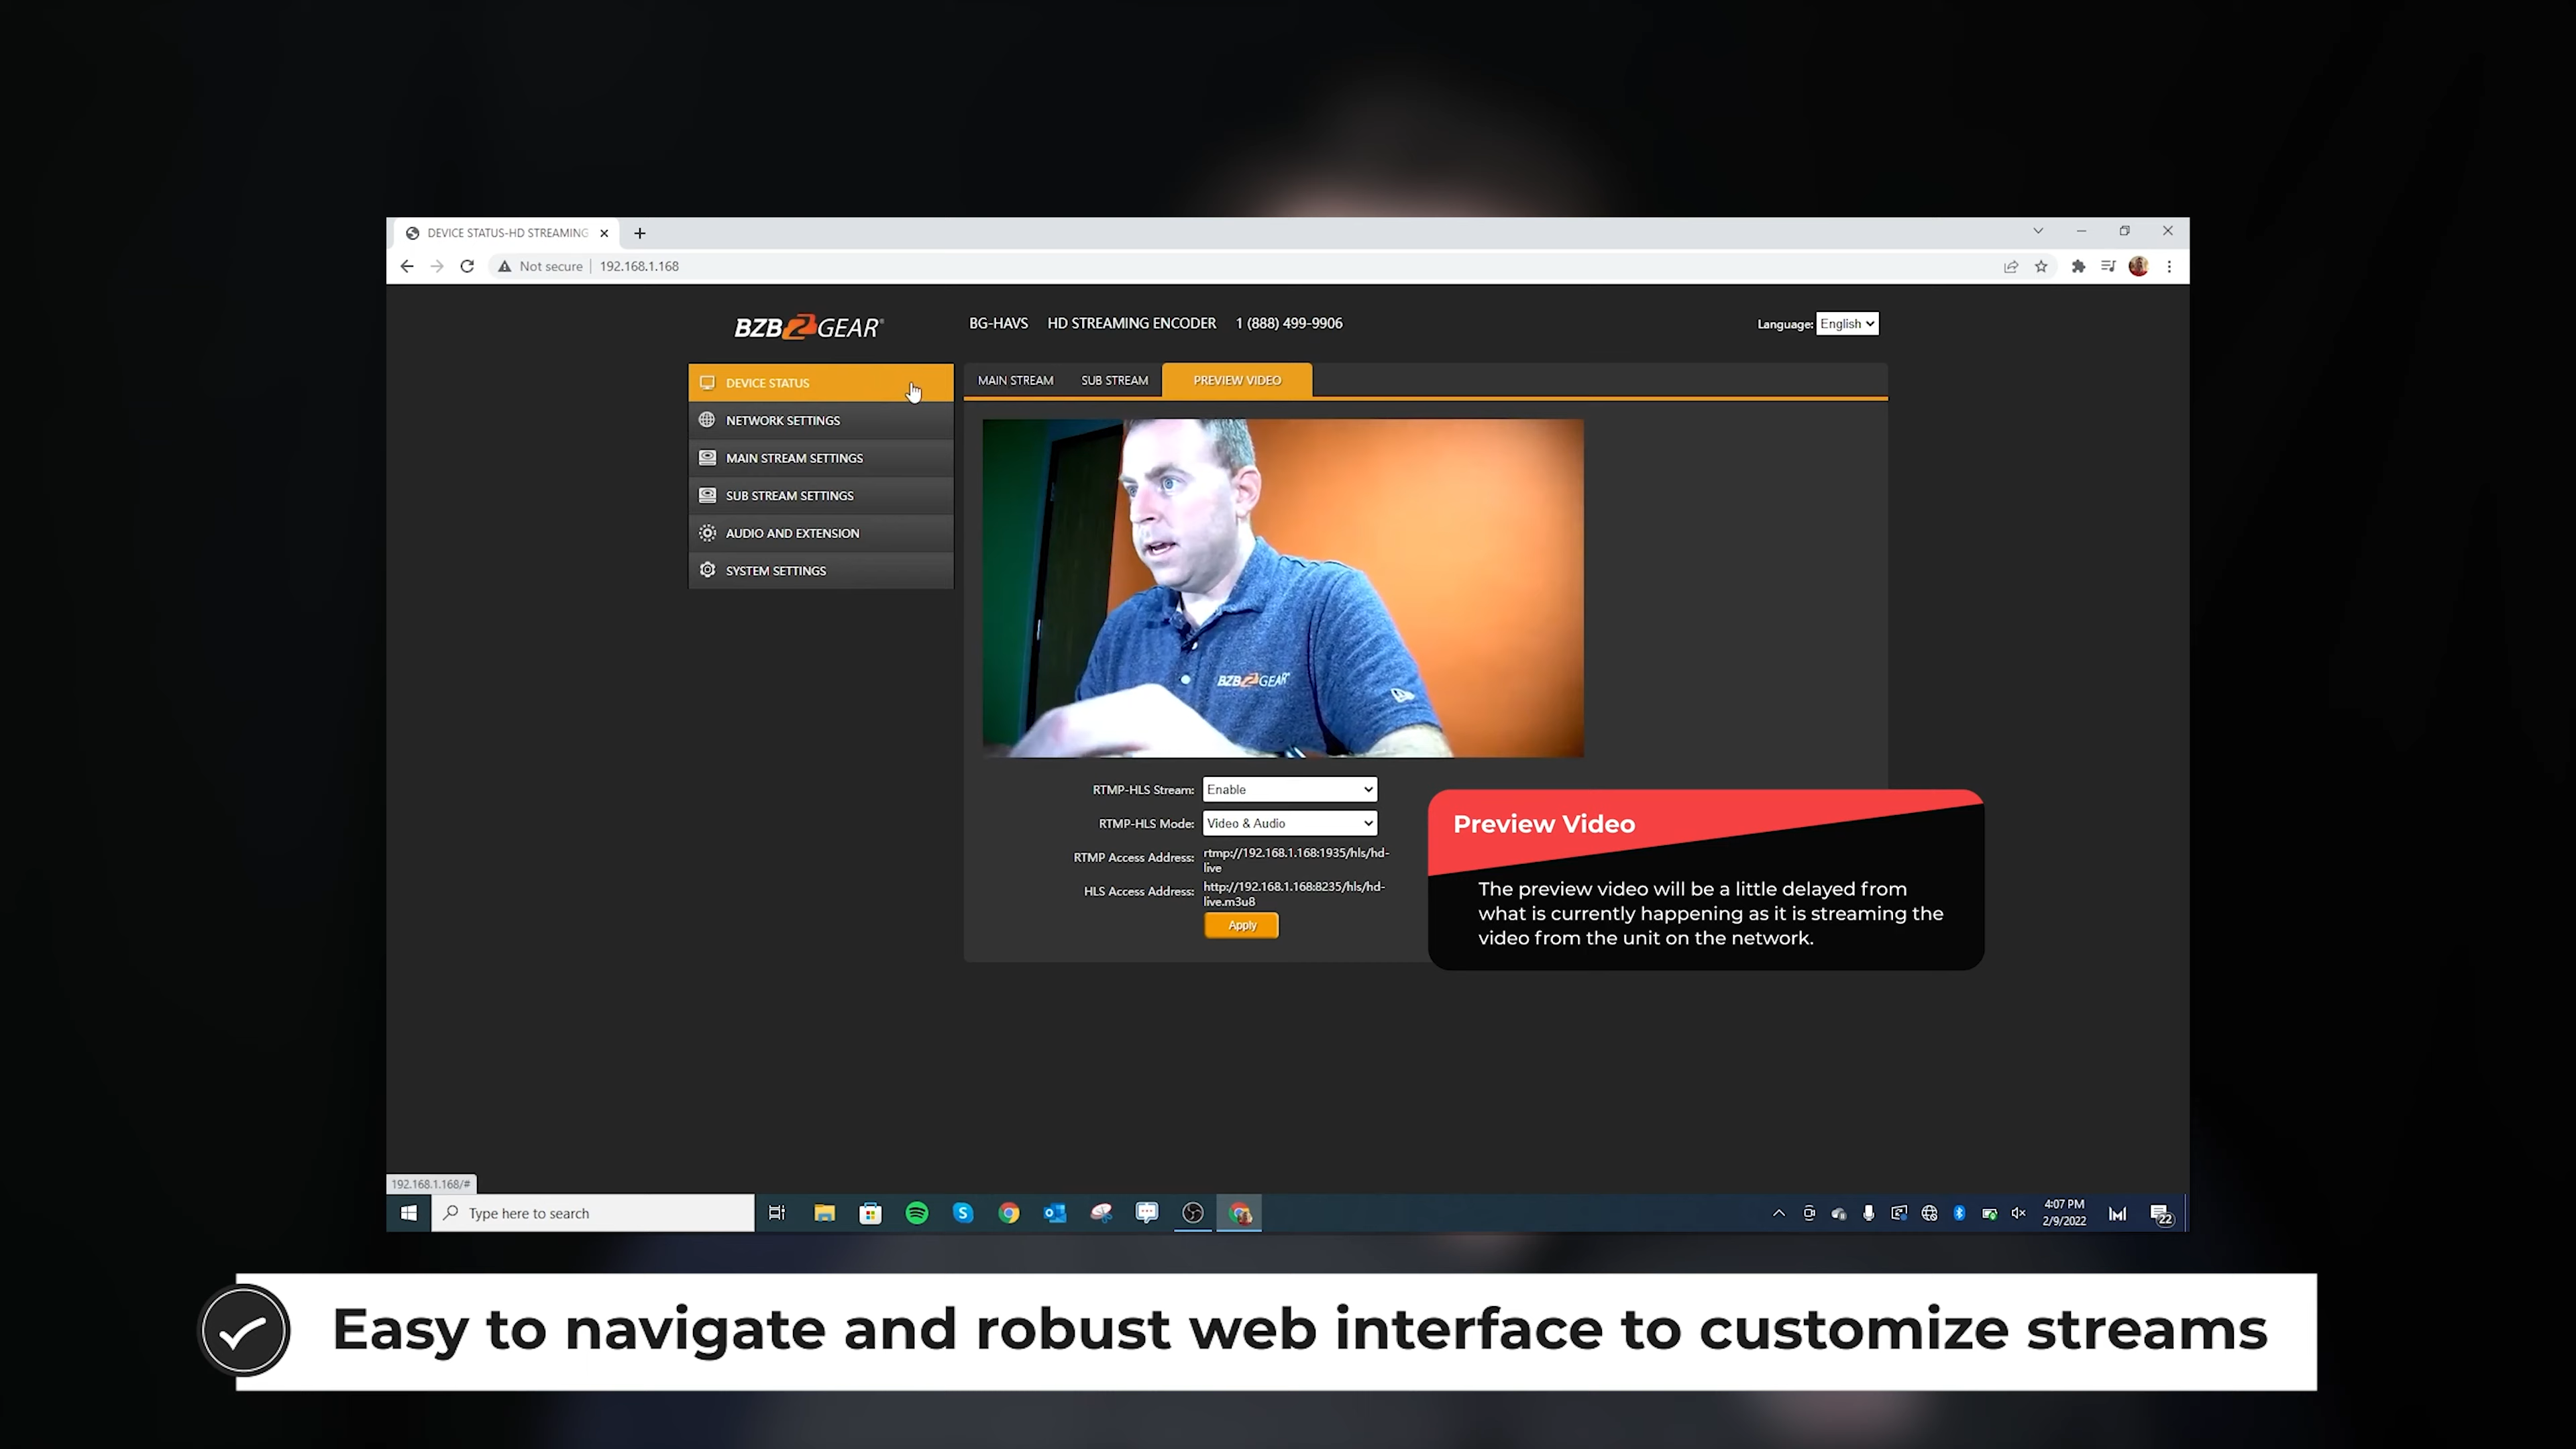 DEVICE STATUS-HD STREAMING
Not secure
192.168.1.168
BZBGEAR®
BG-HAVS HD STREAMING ENCODER 1 (888) 499-9906
Language: English
DEVICE STATUS
NETWORK SETTINGS
MAIN STREAM SETTINGS
SUB STREAM SETTINGS
AUDIO AND EXTENSION
SYSTEM SETTINGS
MAIN STREAM
SUB STREAM
PREVIEW VIDEO
BZBGEAR
RTMP-HLS Stream: Enable
RTMP-HLS Mode: Video & Audio
RTMP Access Address: rtmp://192.168.1.168:1935/hls/hd-
live
HLS Access Address: http://192.168.1.168:8235/hls/hd-
live.m3u8
Apply
Preview Video
The preview video will be a little delayed from
what is currently happening as it is streaming the
video from the unit on the network.
192.168.1.168/#
Type here to search
4:07 PM
2/9/2022
22
Easy to navigate and robust web interface to customize streams